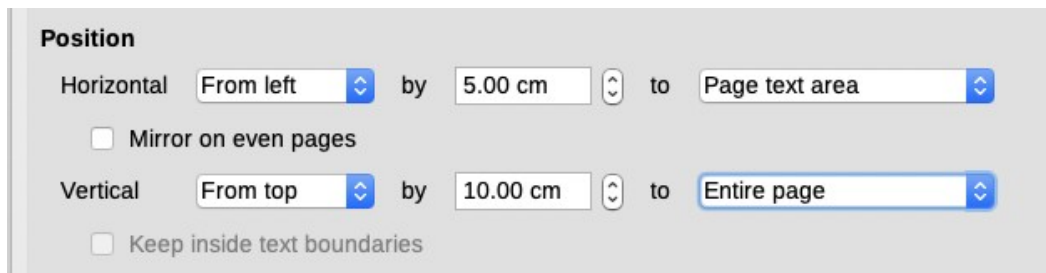 Position
Horizontal From left by 5.00 cm to Page text area
Mirror on even pages
Vertical From top by 10.00 cm to Entire page
Keep inside text boundaries